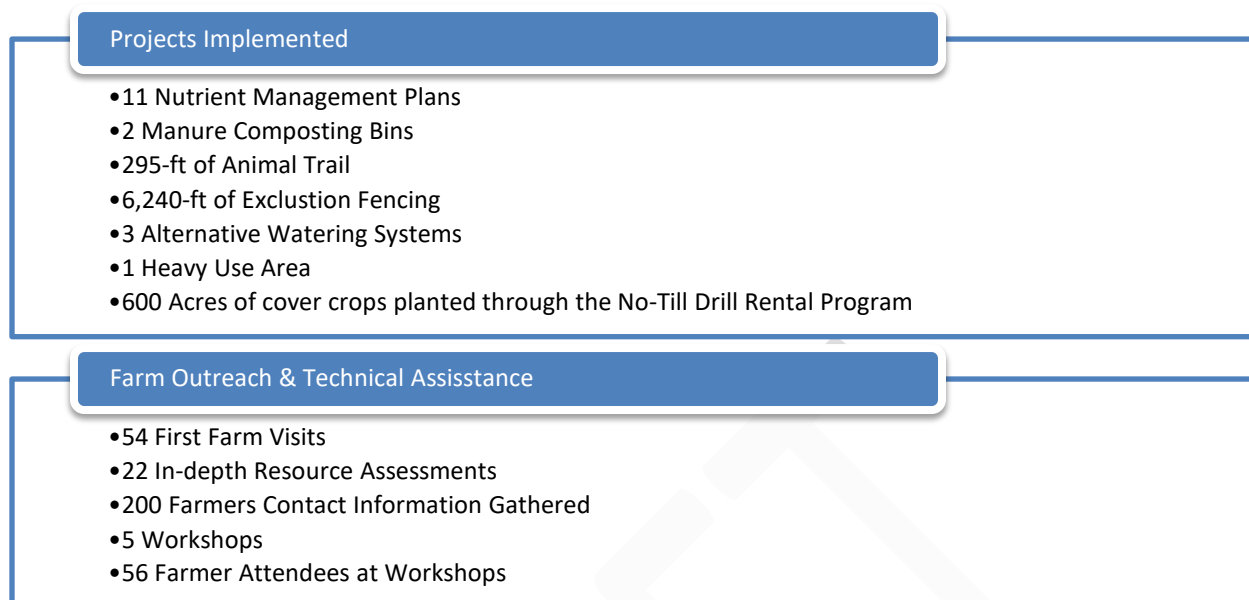 Projects Implemented
•11 Nutrient Management Plans
•2 Manure Composting Bins
•295-ft of Animal Trail
•6,240-ft of Exclustion Fencing
•3 Alternative Watering Systems
•1 Heavy Use Area
•600 Acres of cover crops planted through the No-Till Drill Rental Program
Farm Outreach & Technical Assisstance
•54 First Farm Visits
•22 In-depth Resource Assessments
•200 Farmers Contact Information Gathered
•5 Workshops
•56 Farmer Attendees at Workshops